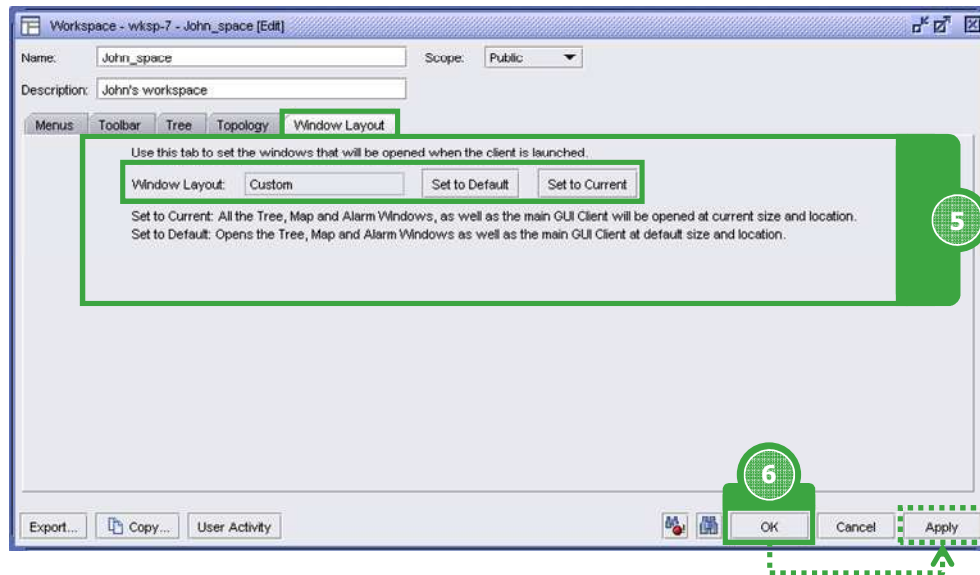 Workspace - wksp-7 - John_space [Edit]
Name: John_space Scope: Public
Description: John's workspace
Menus Toolbar Tree Topology Window Layout
Use this tab to set the windows that will be opened when the client is launched.
Window Layout: Custom Set to Default Set to Current
Set to Current: All the Tree, Map and Alarm Windows, as well as the main GUI Client will be opened at current size and location.
Set to Default: Opens the Tree, Map and Alarm Windows as well as the main GUI Client at default size and location.
5
6
Export... Copy... User Activity OK Cancel Apply